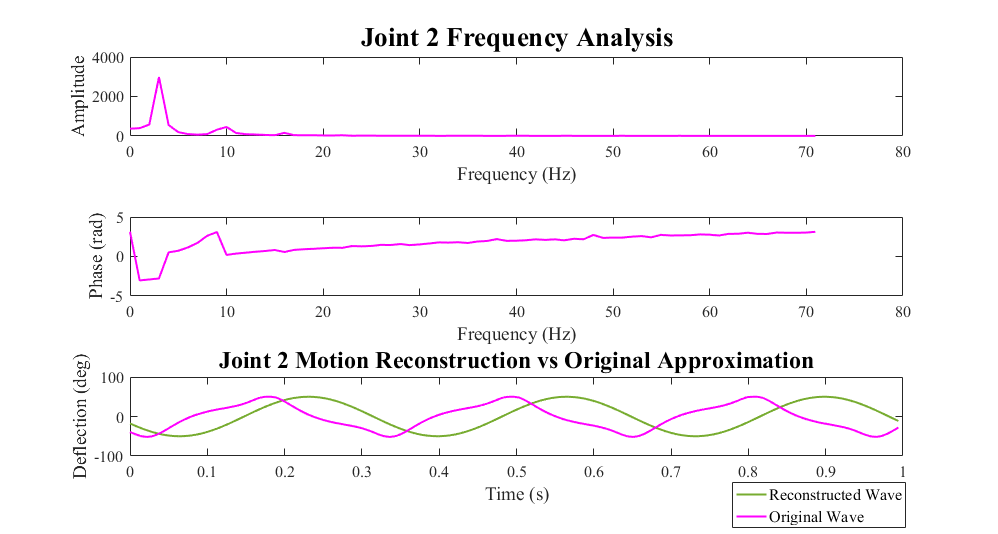 Joint 2 Frequency Analysis
Amplitude
4000
2000
0
0 10 20 30 40 50 60 70 80
Frequency (Hz)
Phase (rad)
5
0
-5
0 10 20 30 40 50 60 70 80
Frequency (Hz)
Joint 2 Motion Reconstruction vs Original Approximation
Deflection (deg)
100
0
-100
0 0.1 0.2 0.3 0.4 0.5 0.6 0.7 0.8 0.9 1
Time (s)
Reconstructed Wave
Original Wave